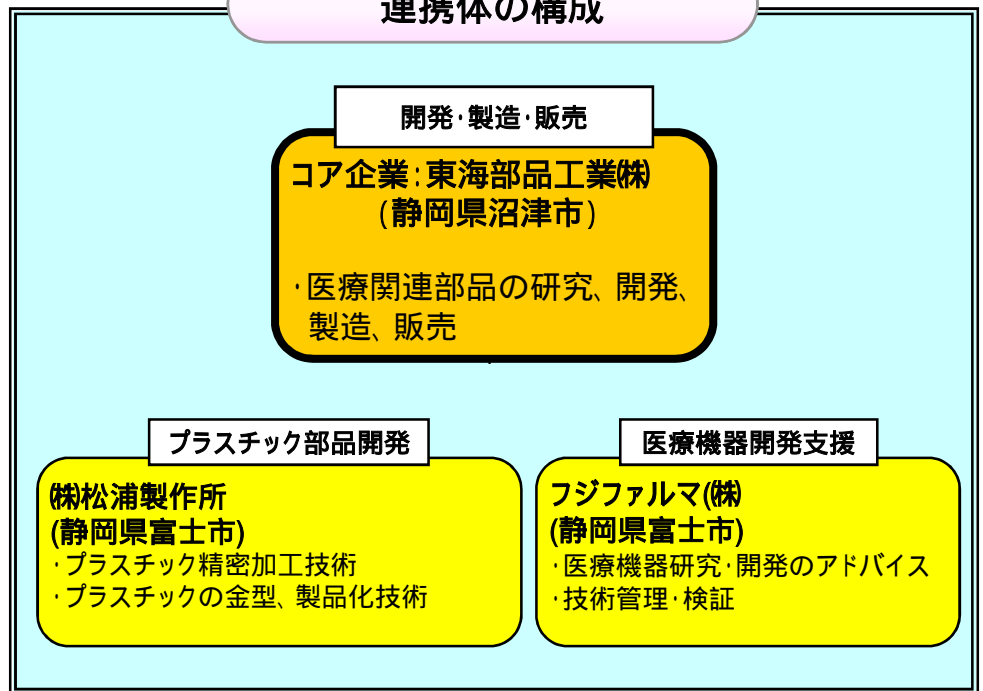 連携体の構成
開発・製造・販売
コア企業：東海部品工業㈱
(静岡県沼津市)
・医療関連部品の研究、開発、
製造、販売
プラスチック部品開発
㈱松浦製作所
(静岡県富士市)
・プラスチック精密加工技術
・プラスチックの金型、製品化技術
医療機器開発支援
フジファルマ(㈱
(静岡県富士市)
・医療機器研究・開発のアドバイス
・技術管理・検証